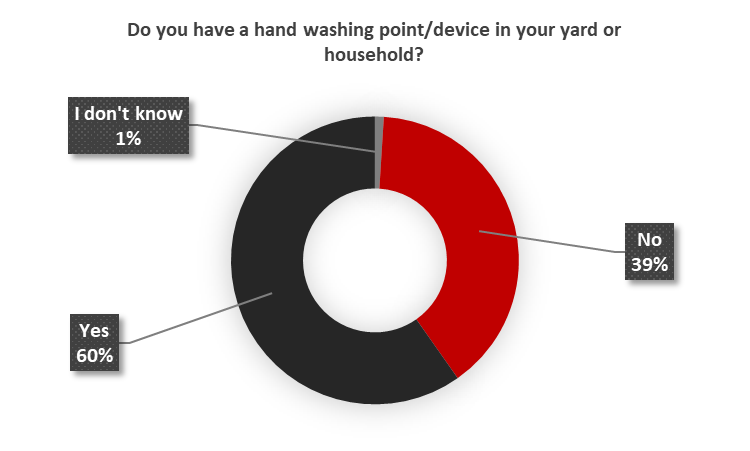 Do you have a hand washing point/device in your yard or
household?
I don't know
1%
No
39%
Yes
60%